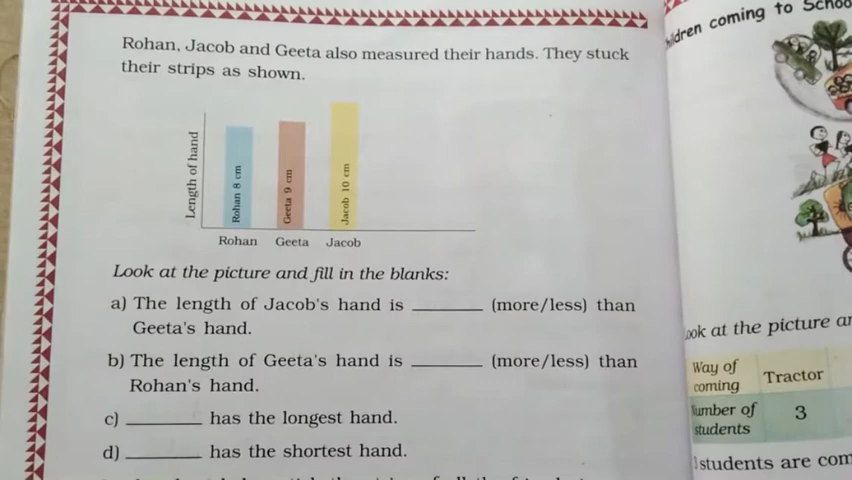 Rohan, Jacob and Geeta also measured their hands. They stuck
their strips as shown.
Length of hand
Rohan 8 cm
Geeta 9 cm
Jacob 10 cm
Rohan Geeta Jacob
Look at the picture and fill in the blanks:
a) The length of Jacob's hand is ______ (more/less) than
Geeta's hand.
b) The length of Geeta's hand is ______ (more/less) than
Rohan's hand.
c) ______ has the longest hand.
d) ______ has the shortest hand.
coming to
at the picture
Way of
coming
Tractor
of
students
3
students are